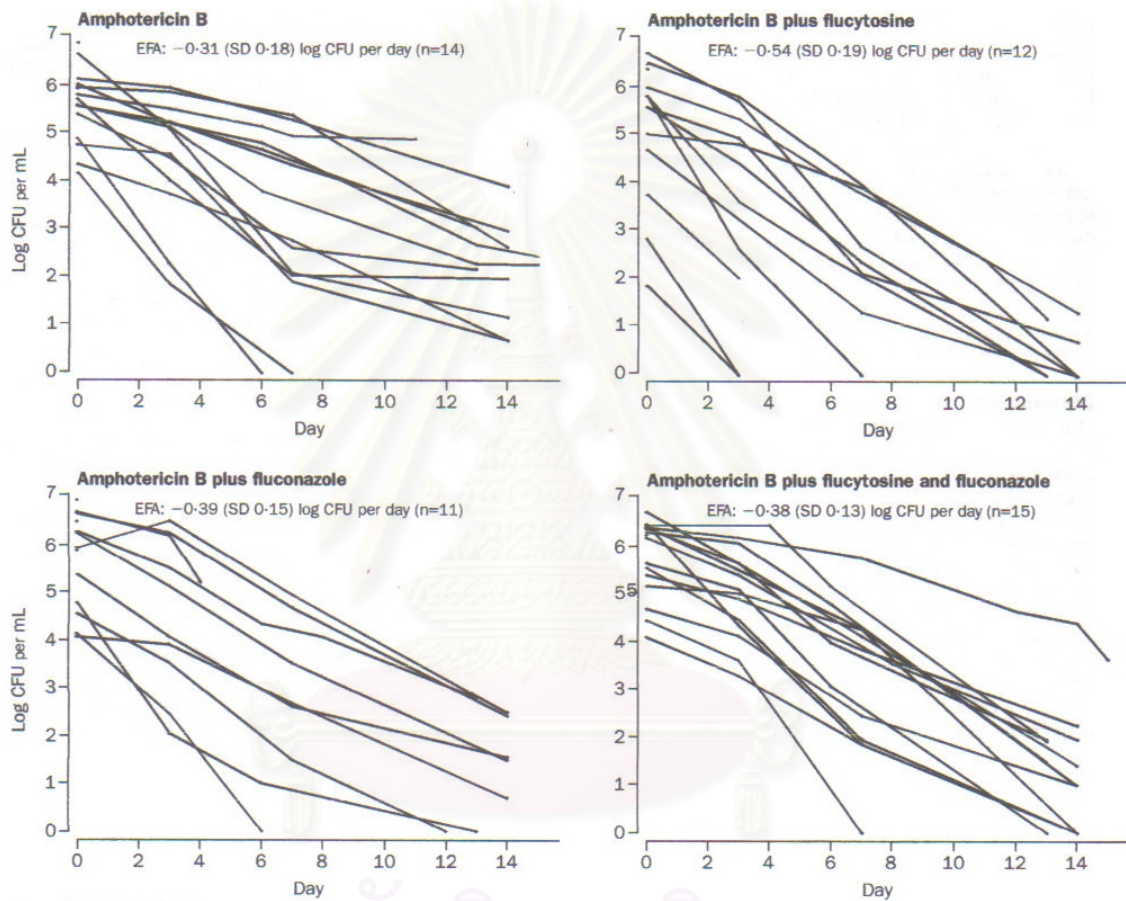 Amphotericin B
EFA: −0·31 (SD 0·18) log CFU per day (n=14)
7
6
5
4
3
2
1
0
Log CFU per mL
0 2 4 6 8 10 12 14
Day
Amphotericin B plus flucytosine
EFA: −0·54 (SD 0·19) log CFU per day (n=12)
7
6
5
4
3
2
1
0
0 2 4 6 8 10 12 14
Day
Amphotericin B plus fluconazole
EFA: −0·39 (SD 0·15) log CFU per day (n=11)
7
6
5
4
3
2
1
0
Log CFU per mL
0 2 4 6 8 10 12 14
Day
Amphotericin B plus flucytosine and fluconazole
EFA: −0·38 (SD 0·13) log CFU per day (n=15)
7
6
55
4
3
2
1
0
0 2 4 6 8 10 12 14
Day